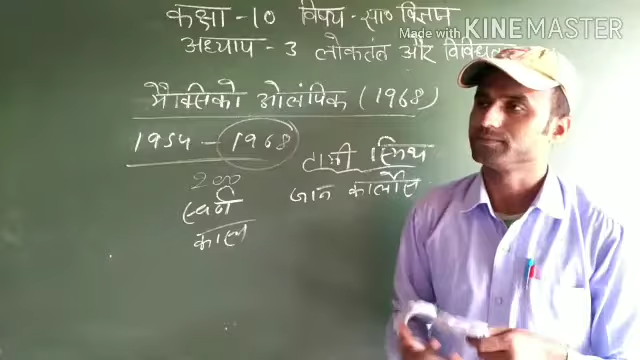 कक्षा -10 विषय - सा० विज्ञान
Made with KINEMASTER
अध्याय - 3 लोकतंत्र और विविधता
मैक्सिको ओलंपिक (1968)
1954 - 1968
टामी स्मिथ
200
जान कार्लोस
स्वर्ण
काल